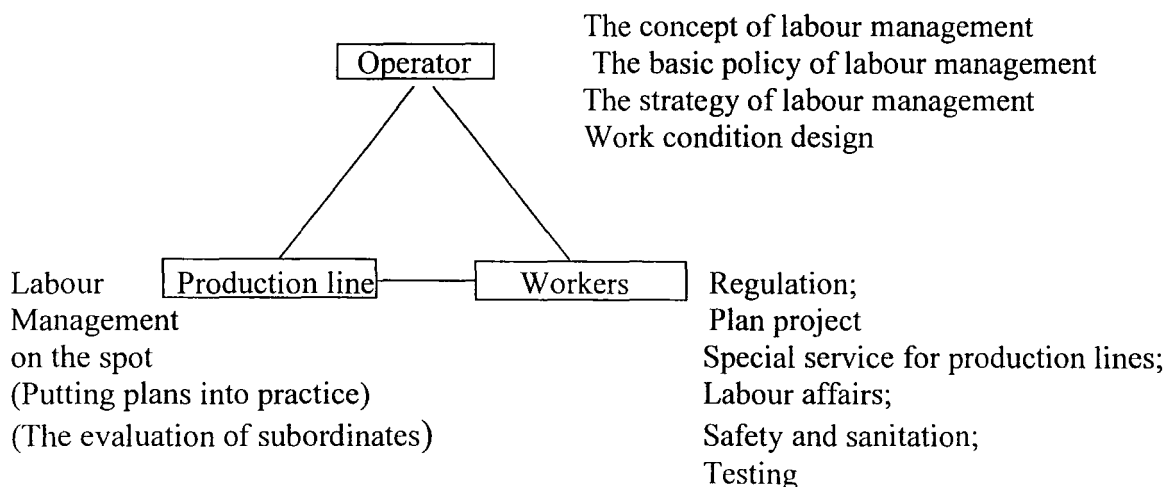 The concept of labour management
Operator
The basic policy of labour management
The strategy of labour management
Work condition design
Labour
Management
on the spot
(Putting plans into practice)
(The evaluation of subordinates)
Production line
Workers
Regulation;
Plan project
Special service for production lines;
Labour affairs;
Safety and sanitation;
Testing